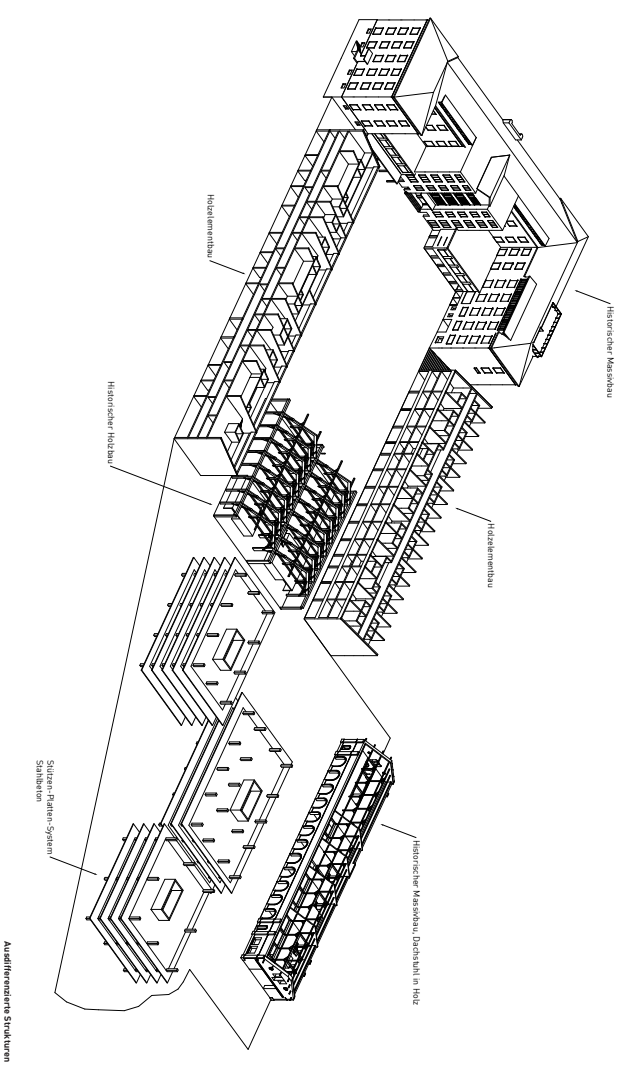 Historischer Massivbau
Holzelementbau
Holzelementbau
Historischer Holzbau
Historischer Massivbau, Dachstuhl in Holz
Stützen-Platten-System
Stahlbeton
Ausdifferenzierte Strukturen